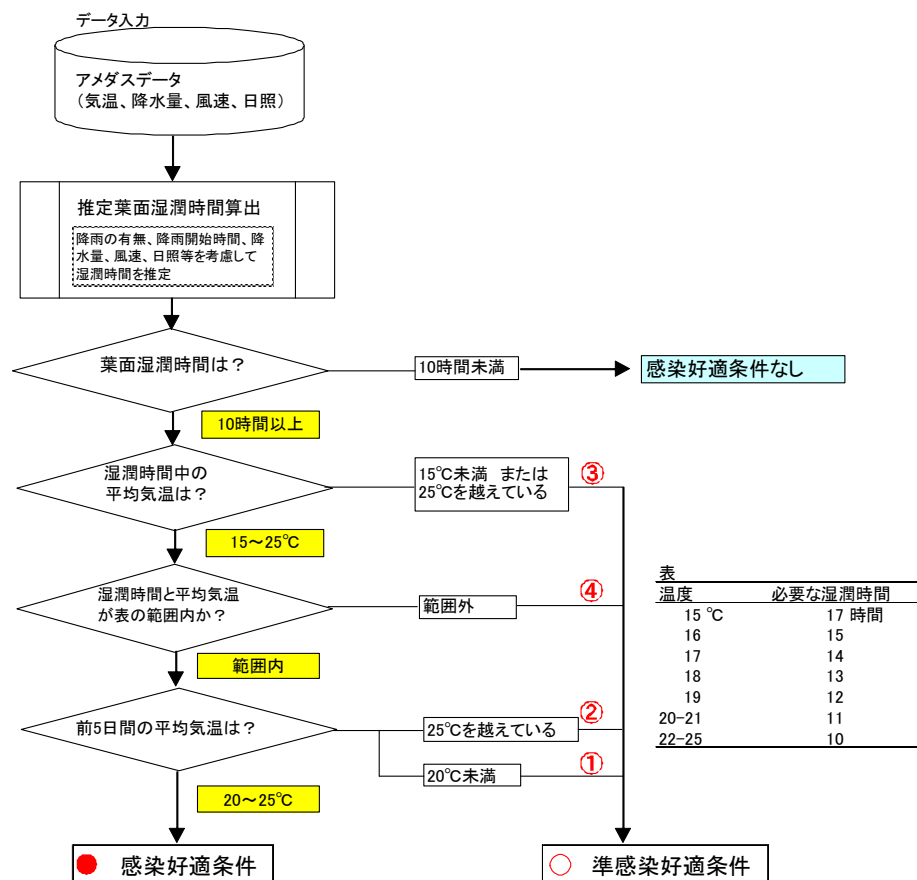 データ入力
アメダスデータ
（気温、降水量、風速、日照）
推定葉面湿潤時間算出
降雨の有無、降雨開始時間、降
水量、風速、日照等を考慮して
湿潤時間を推定
葉面湿潤時間は？
10時間未満
感染好適条件なし
10時間以上
湿潤時間中の
平均気温は？
15℃未満 または
25℃を越えている
③
15～25℃
湿潤時間と平均気温
が表の範囲内か？
範囲外
④
範囲内
前5日間の平均気温は？
25℃を越えている
②
20℃未満
①
20～25℃
● 感染好適条件
○ 準感染好適条件
表
温度 必要な湿潤時間
15 ℃ 17 時間
16 15
17 14
18 13
19 12
20-21 11
22-25 10